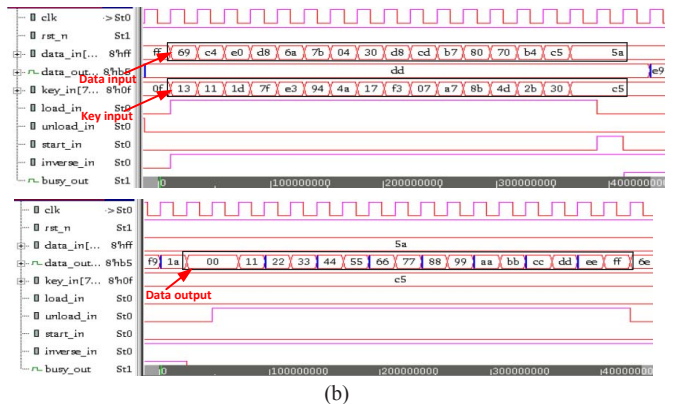 clk ->St0
rst_n St1
data_in[... 8'hff ff 69 c4 e0 d8 6a 7b 04 30 d8 cd b7 80 70 b4 c5 5a
data_out... 8'hb5 dd e9
Data input
key_in[7... 8'h0f 0f 13 11 1d 7f e3 94 4a 17 f3 07 a7 8b 4d 2b 30 c5
load_in St0
Key input
unload_in St0
start_in St0
inverse_in St0
busy_out St1 0 100000000 200000000 300000000 400000000
clk ->St0
rst_n St1
data_in[... 8'hff 5a
data_out... 8'hb5 f9 1a 00 11 22 33 44 55 66 77 88 99 aa bb cc dd ee ff 6e
key_in[7... 8'h0f c5
load_in St0
Data output
unload_in St0
start_in St0
inverse_in St0
busy_out St1 0 100000000 200000000 300000000 400000
(b)